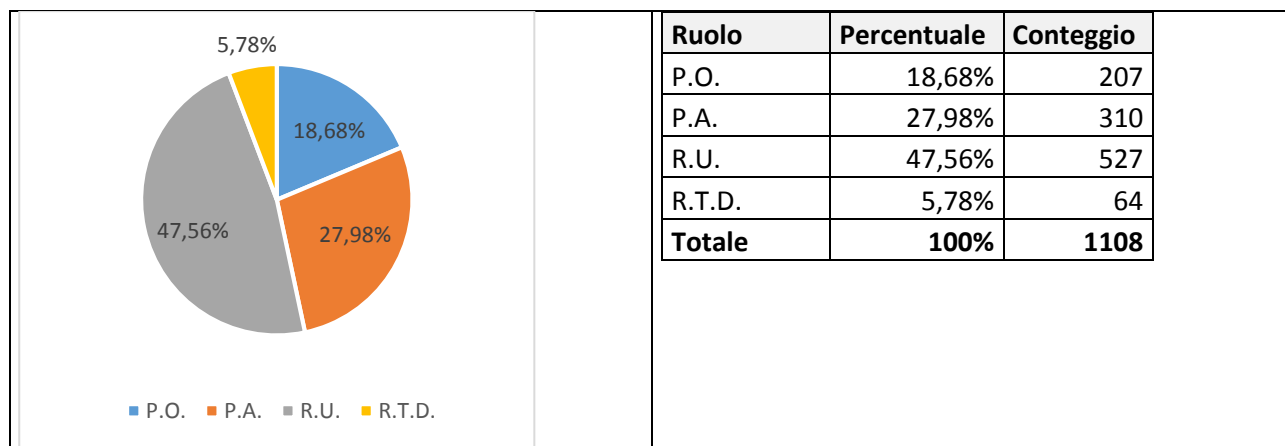 5,78%
18,68%
47,56%
27,98%
P.O. P.A. R.U. R.T.D.
Ruolo Percentuale Conteggio
P.O. 18,68% 207
P.A. 27,98% 310
R.U. 47,56% 527
R.T.D. 5,78% 64
Totale 100% 1108